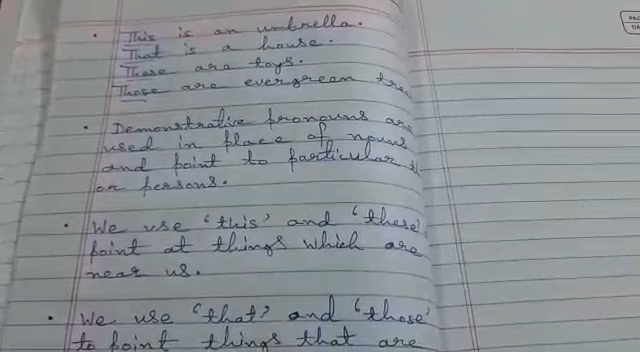 This is an umbrella.
That is a house.
These are toys.
Those are evergreen trees
Demonstrative pronouns are
used in place of nouns
and point to particular
or persons.
We use 'this' and 'these'
point at things which are
near us.
We use 'that' and 'those'
to point things that are